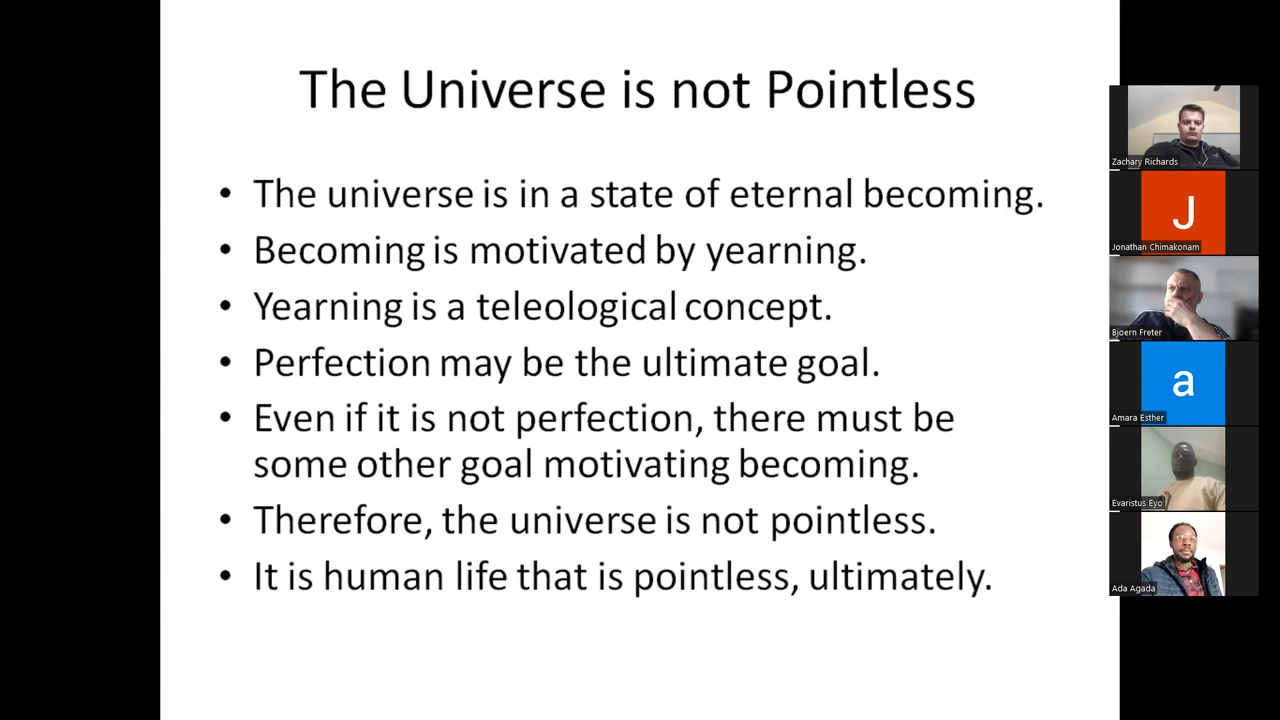 The Universe is not Pointless
• The universe is in a state of eternal becoming.
• Becoming is motivated by yearning.
• Yearning is a teleological concept.
• Perfection may be the ultimate goal.
• Even if it is not perfection, there must be
some other goal motivating becoming.
• Therefore, the universe is not pointless.
• It is human life that is pointless, ultimately.
Zachary Richards
J
Jonathan Chimakonam
Bjoern Freter
a
Amara Esther
Evaristus Eyo
Ada Agada